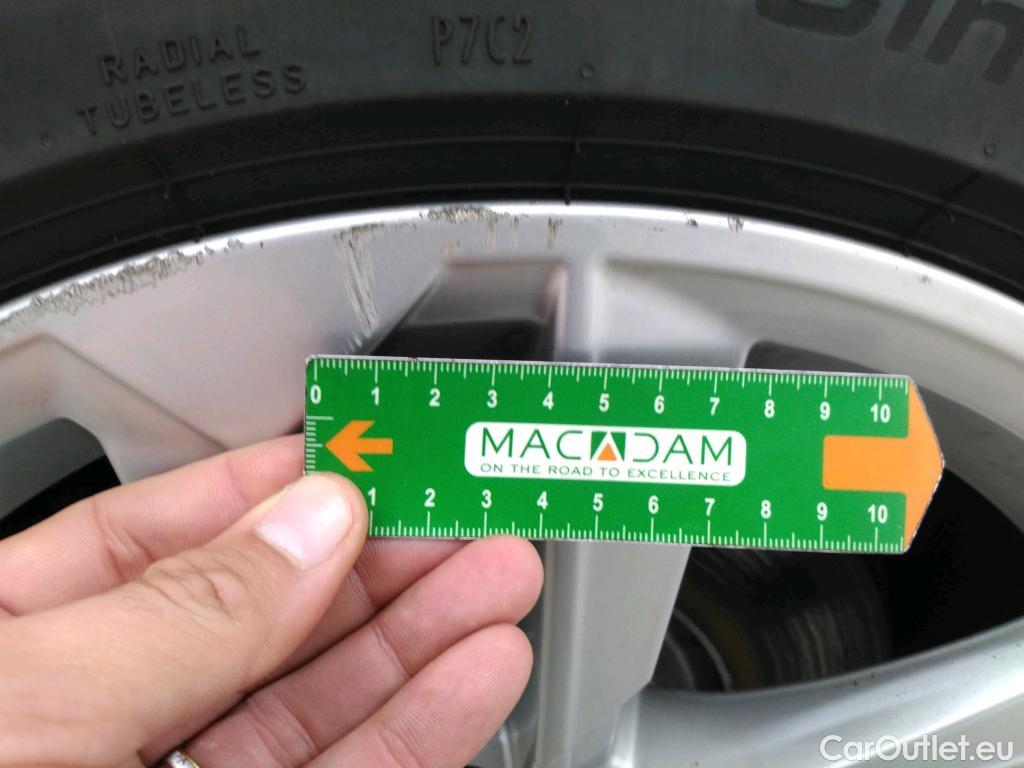 RADIAL
TUBELESS
P7C2
0 1 2 3 4 5 6 7 8 9 10
MACADAM
ON THE ROAD TO EXCELLENCE
1 2 3 4 5 6 7 8 9 10
CarOutlet.eu